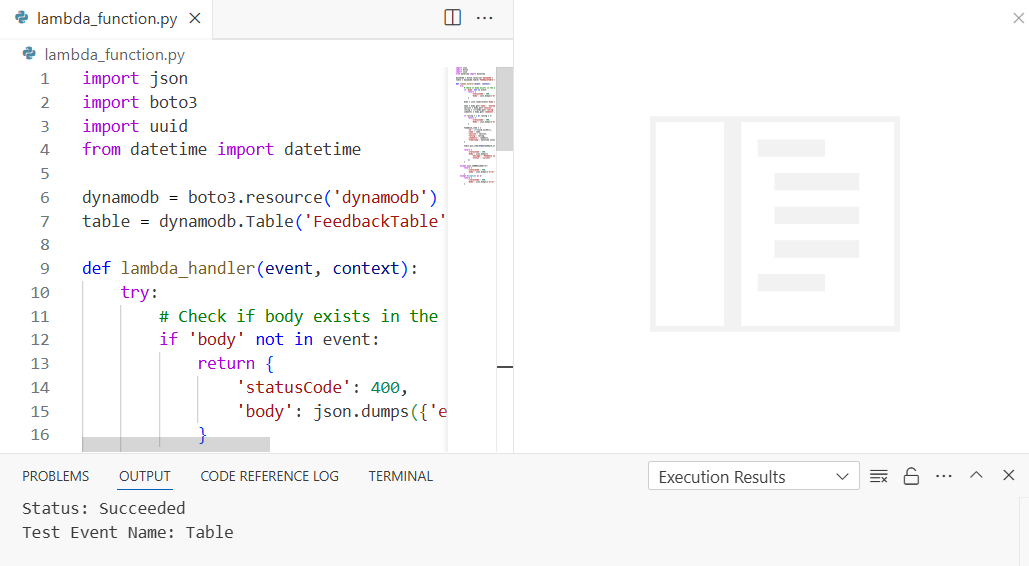 lambda_function.py
lambda_function.py
1 import json
2 import boto3
3 import uuid
4 from datetime import datetime
5
6 dynamodb = boto3.resource('dynamodb')
7 table = dynamodb.Table('FeedbackTable'
8
9 def lambda_handler(event, context):
10 try:
11 # Check if body exists in the
12 if 'body' not in event:
13 return {
14 'statusCode': 400,
15 'body': json.dumps({'e
16 }
PROBLEMS OUTPUT CODE REFERENCE LOG TERMINAL Execution Results
Status: Succeeded
Test Event Name: Table